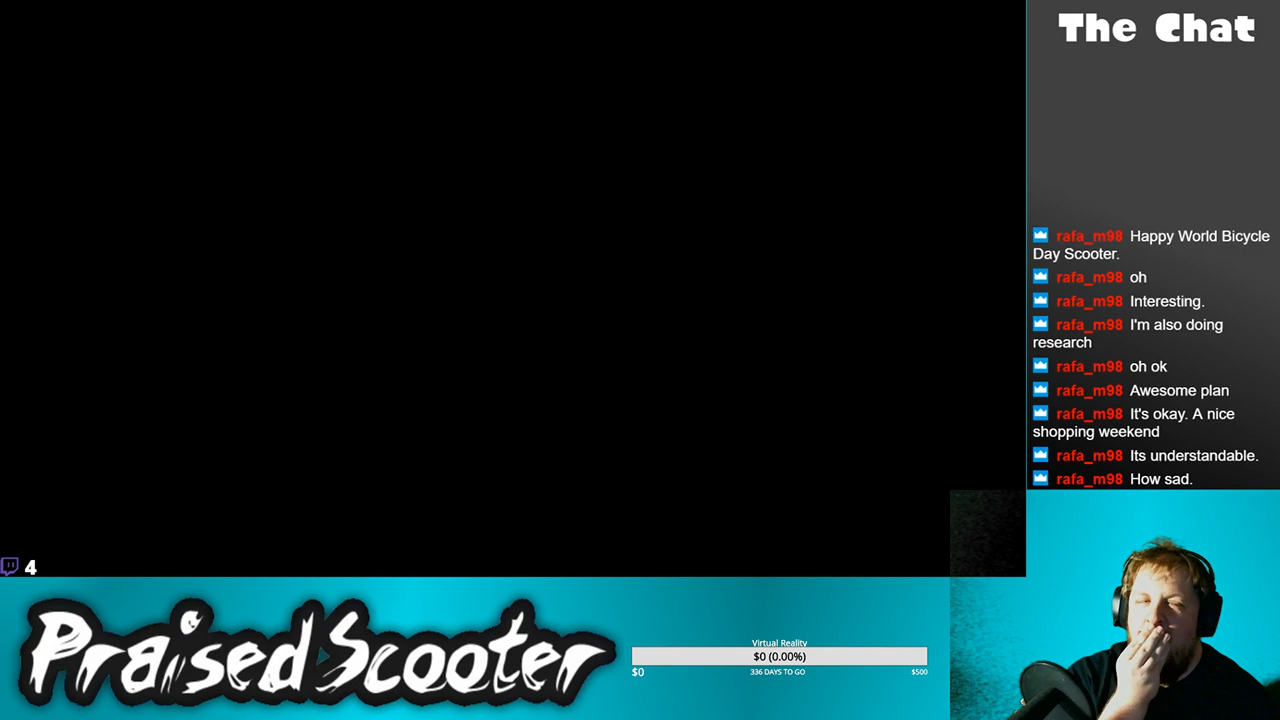 The Chat
rafa_m98 Happy World Bicycle
Day Scooter.
rafa_m98 oh
rafa_m98 Interesting.
rafa_m98 I'm also doing
research
rafa_m98 oh ok
rafa_m98 Awesome plan
rafa_m98 It's okay. A nice
shopping weekend
rafa_m98 Its understandable.
rafa_m98 How sad.
4
PraisedScooter
Virtual Reality
$0 (0.00%)
$0 336 DAYS TO GO $500